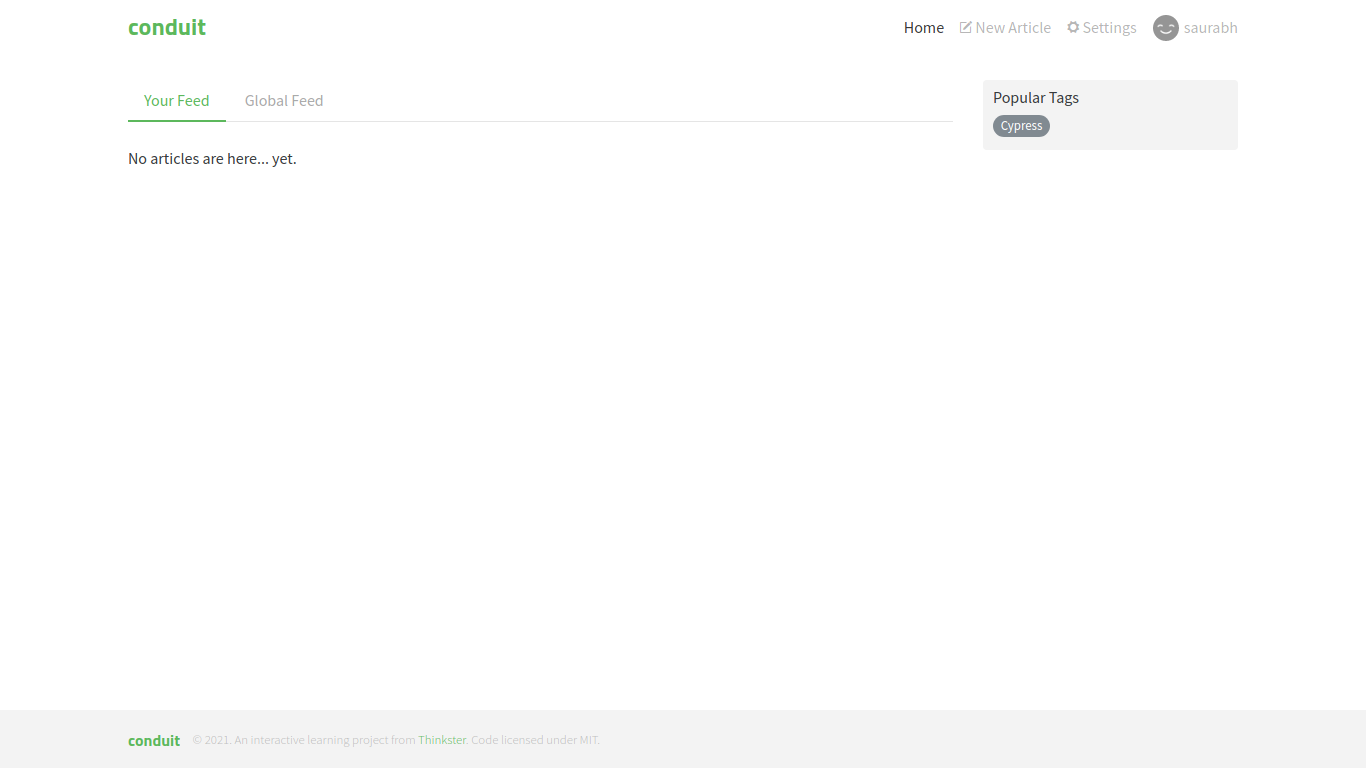 conduit
Home New Article Settings saurabh
Your Feed Global Feed
Popular Tags
Cypress
No articles are here... yet.
conduit © 2021. An interactive learning project from Thinkster. Code licensed under MIT.